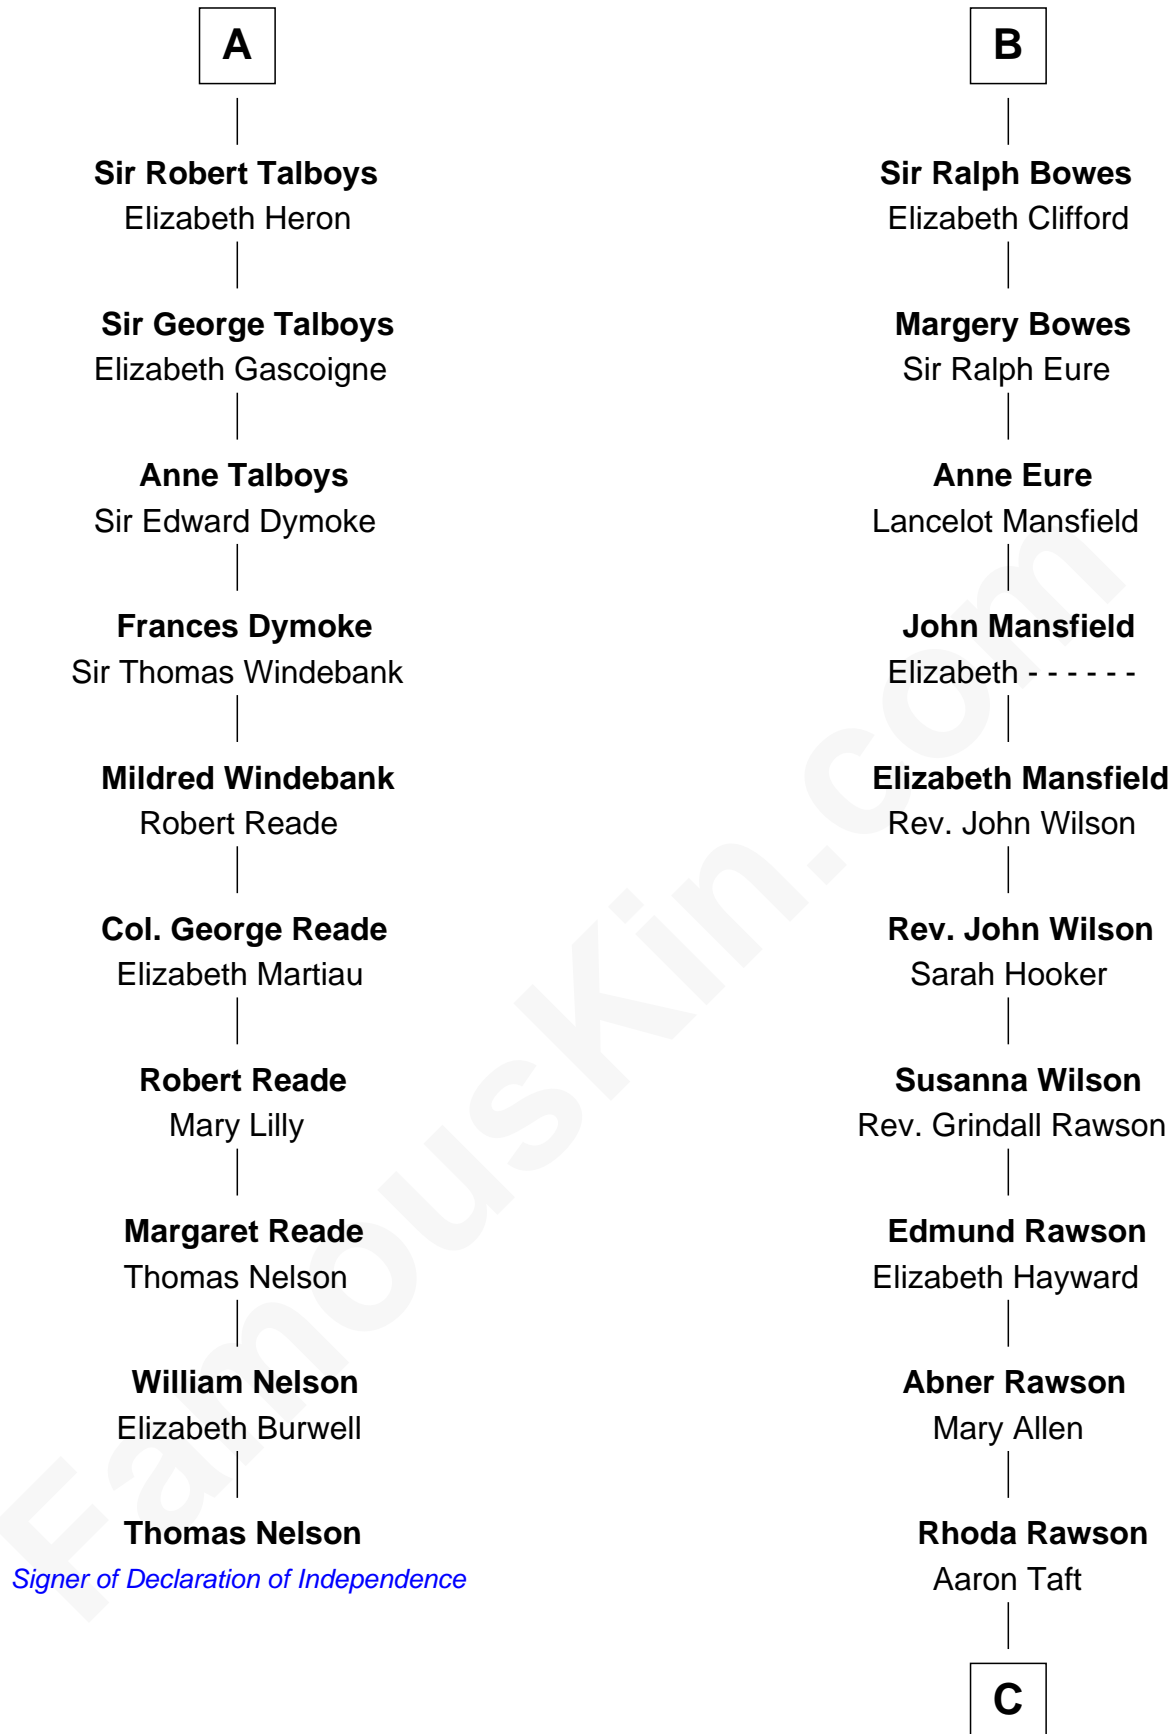 A
Sir Robert Talboys
Elizabeth Heron
Sir George Talboys
Elizabeth Gascoigne
Anne Talboys
Sir Edward Dymoke
Frances Dymoke
Sir Thomas Windebank
Mildred Windebank
Robert Reade
Col. George Reade
Elizabeth Martiau
Robert Reade
Mary Lilly
Margaret Reade
Thomas Nelson
William Nelson
Elizabeth Burwell
Thomas Nelson
Signer of Declaration of Independence
B
Sir Ralph Bowes
Elizabeth Clifford
Margery Bowes
Sir Ralph Eure
Anne Eure
Lancelot Mansfield
John Mansfield
Elizabeth - - - - - -
Elizabeth Mansfield
Rev. John Wilson
Rev. John Wilson
Sarah Hooker
Susanna Wilson
Rev. Grindall Rawson
Edmund Rawson
Elizabeth Hayward
Abner Rawson
Mary Allen
Rhoda Rawson
Aaron Taft
C
FamousKin.com